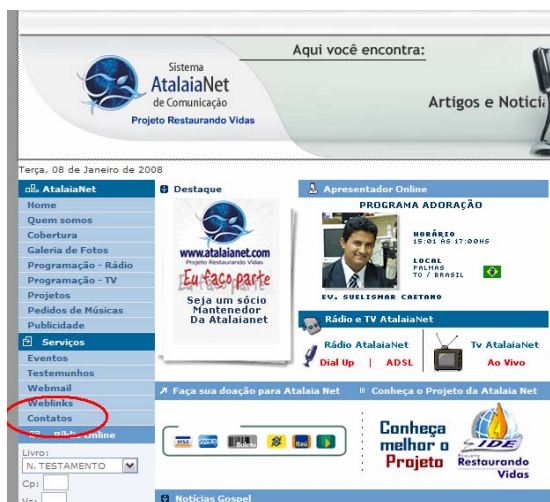 Aqui você encontra:
Sistema
AtalaiaNet
de Comunicação
Projeto Restaurando Vidas
Artigos e Notícia
Terça, 08 de Janeiro de 2008
AtalaiaNet
Home
Quem somos
Cobertura
Galeria de Fotos
Programação - Rádio
Programação - TV
Projetos
Pedidos de Músicas
Publicidade
Serviços
Eventos
Testemunhos
Webmail
Weblinks
Contatos
Biblia Online
Livro:
N. TESTAMENTO
Cp:
Vs:
Destaque
www.atalaianet.com
Projeto Restaurando Vidas
Eu faço parte
Seja um sócio
Mantenedor
Da Atalaianet
Apresentador Online
PROGRAMA ADORAÇÃO
HORÁRIO
15:01 AS 17:00HS
LOCAL
PALMAS
TO / BRASIL
EV. SUELISMAR CAETANO
Rádio e TV AtalaiaNet
Rádio AtalaiaNet
Dial Up | ADSL
Tv AtalaiaNet
Ao Vivo
Faça sua doação para Atalaia Net
Conheça o Projeto da Atalaia Net
VISA
Boleto
Itaú
Conheça
melhor o
Projeto
IDE
Restaurando
Vidas
Notícias Gospel